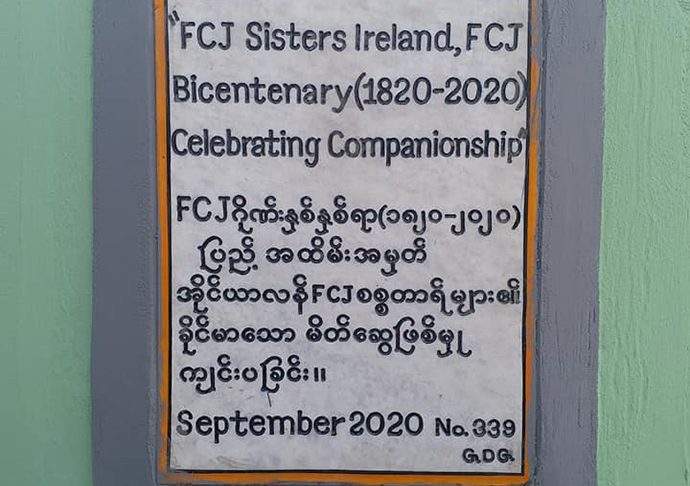 "FCJ Sisters Ireland, FCJ
Bicentenary(1820-2020)
Celebrating Companionship"
FCJဂိုဏ်းနှစ်နှစ်ရာ(၁၈၂၀-၂၀၂၀)
ပြည့် အထိမ်းအမှတ်
အိုင်ယာလန်FCJစစ္စတာရ်များ၏
ခိုင်မာသော မိတ်ဆွေဖြစ်မှု
ကျင်းပခြင်း။
September 2020 No.339
G.D.G.